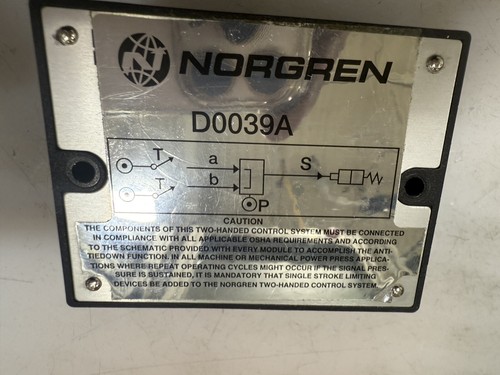 N NORGREN
D0039A
T a S
T b
P
CAUTION
THE COMPONENTS OF THIS TWO-HANDED CONTROL SYSTEM MUST BE CONNECTED
IN COMPLIANCE WITH ALL APPLICABLE OSHA REQUIREMENTS AND ACCORDING
TO THE SCHEMATIC PROVIDED WITH EVERY MODULE TO ACCOMPLISH THE ANTI-
TIEDOWN FUNCTION. IN ALL MACHINE OR MECHANICAL POWER PRESS APPLICA-
TIONS WHERE REPEAT OPERATING CYCLES MIGHT OCCUR IF THE SIGNAL PRES-
SURE IS SUSTAINED, IT IS MANDATORY THAT SINGLE STROKE LIMITING
DEVICES BE ADDED TO THE NORGREN TWO-HANDED CONTROL SYSTEM.